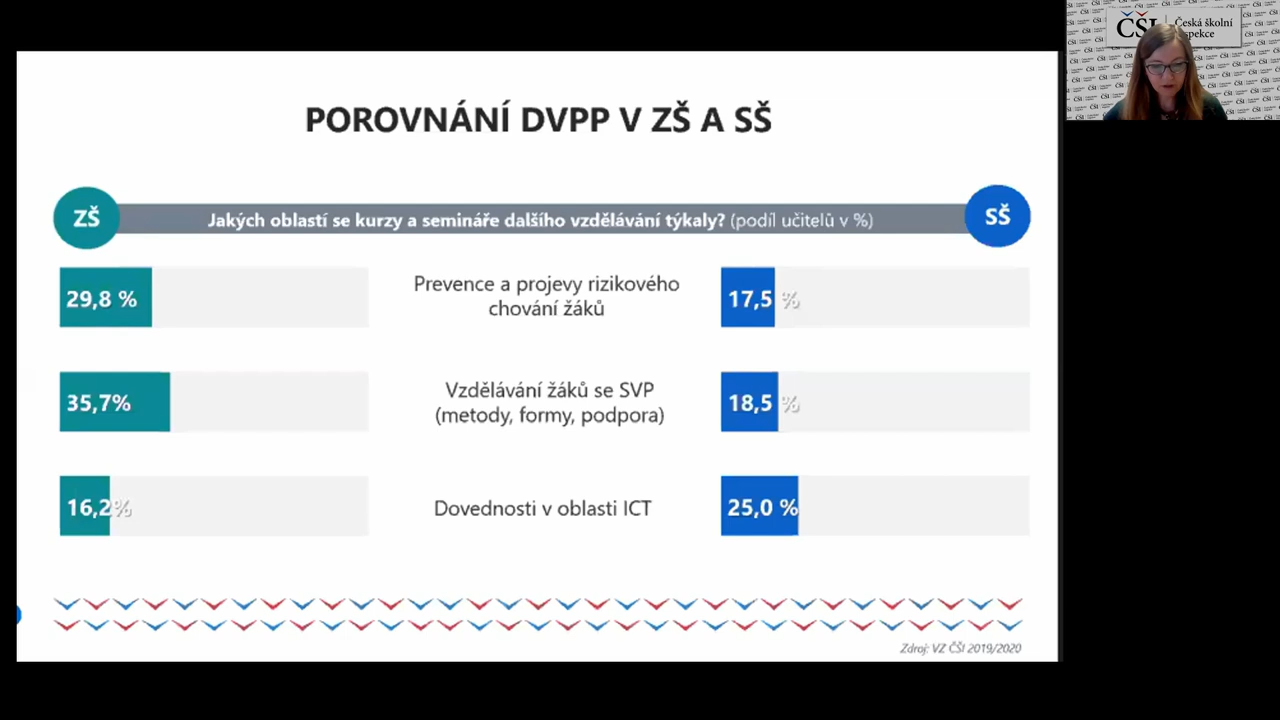 POROVNÁNÍ DVPP V ZŠ A SŠ
ZŠ
Jakých oblastí se kurzy a semináře dalšího vzdělávání týkaly? (podíl učitelů v %)
SŠ
29,8 %
Prevence a projevy rizikového
chování žáků
17,5 %
35,7%
Vzdělávání žáků se SVP
(metody, formy, podpora)
18,5 %
16,2%
Dovednosti v oblasti ICT
25,0 %
Zdroj: VZ ČŠI 2019/2020
ČŠI
Česká školní